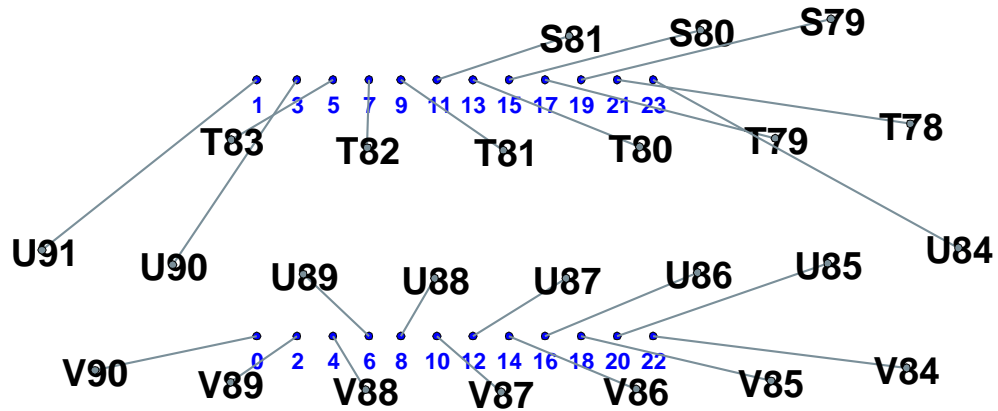 S79
S80
S81
1 3 5 7 9 11 13 15 17 19 21 23
T83 T82 T81 T80 T79 T78
U91 U90 U84
U89 U88 U87 U86 U85
0 2 4 6 8 10 12 14 16 18 20 22
V90 V89 V88 V87 V86 V85 V84